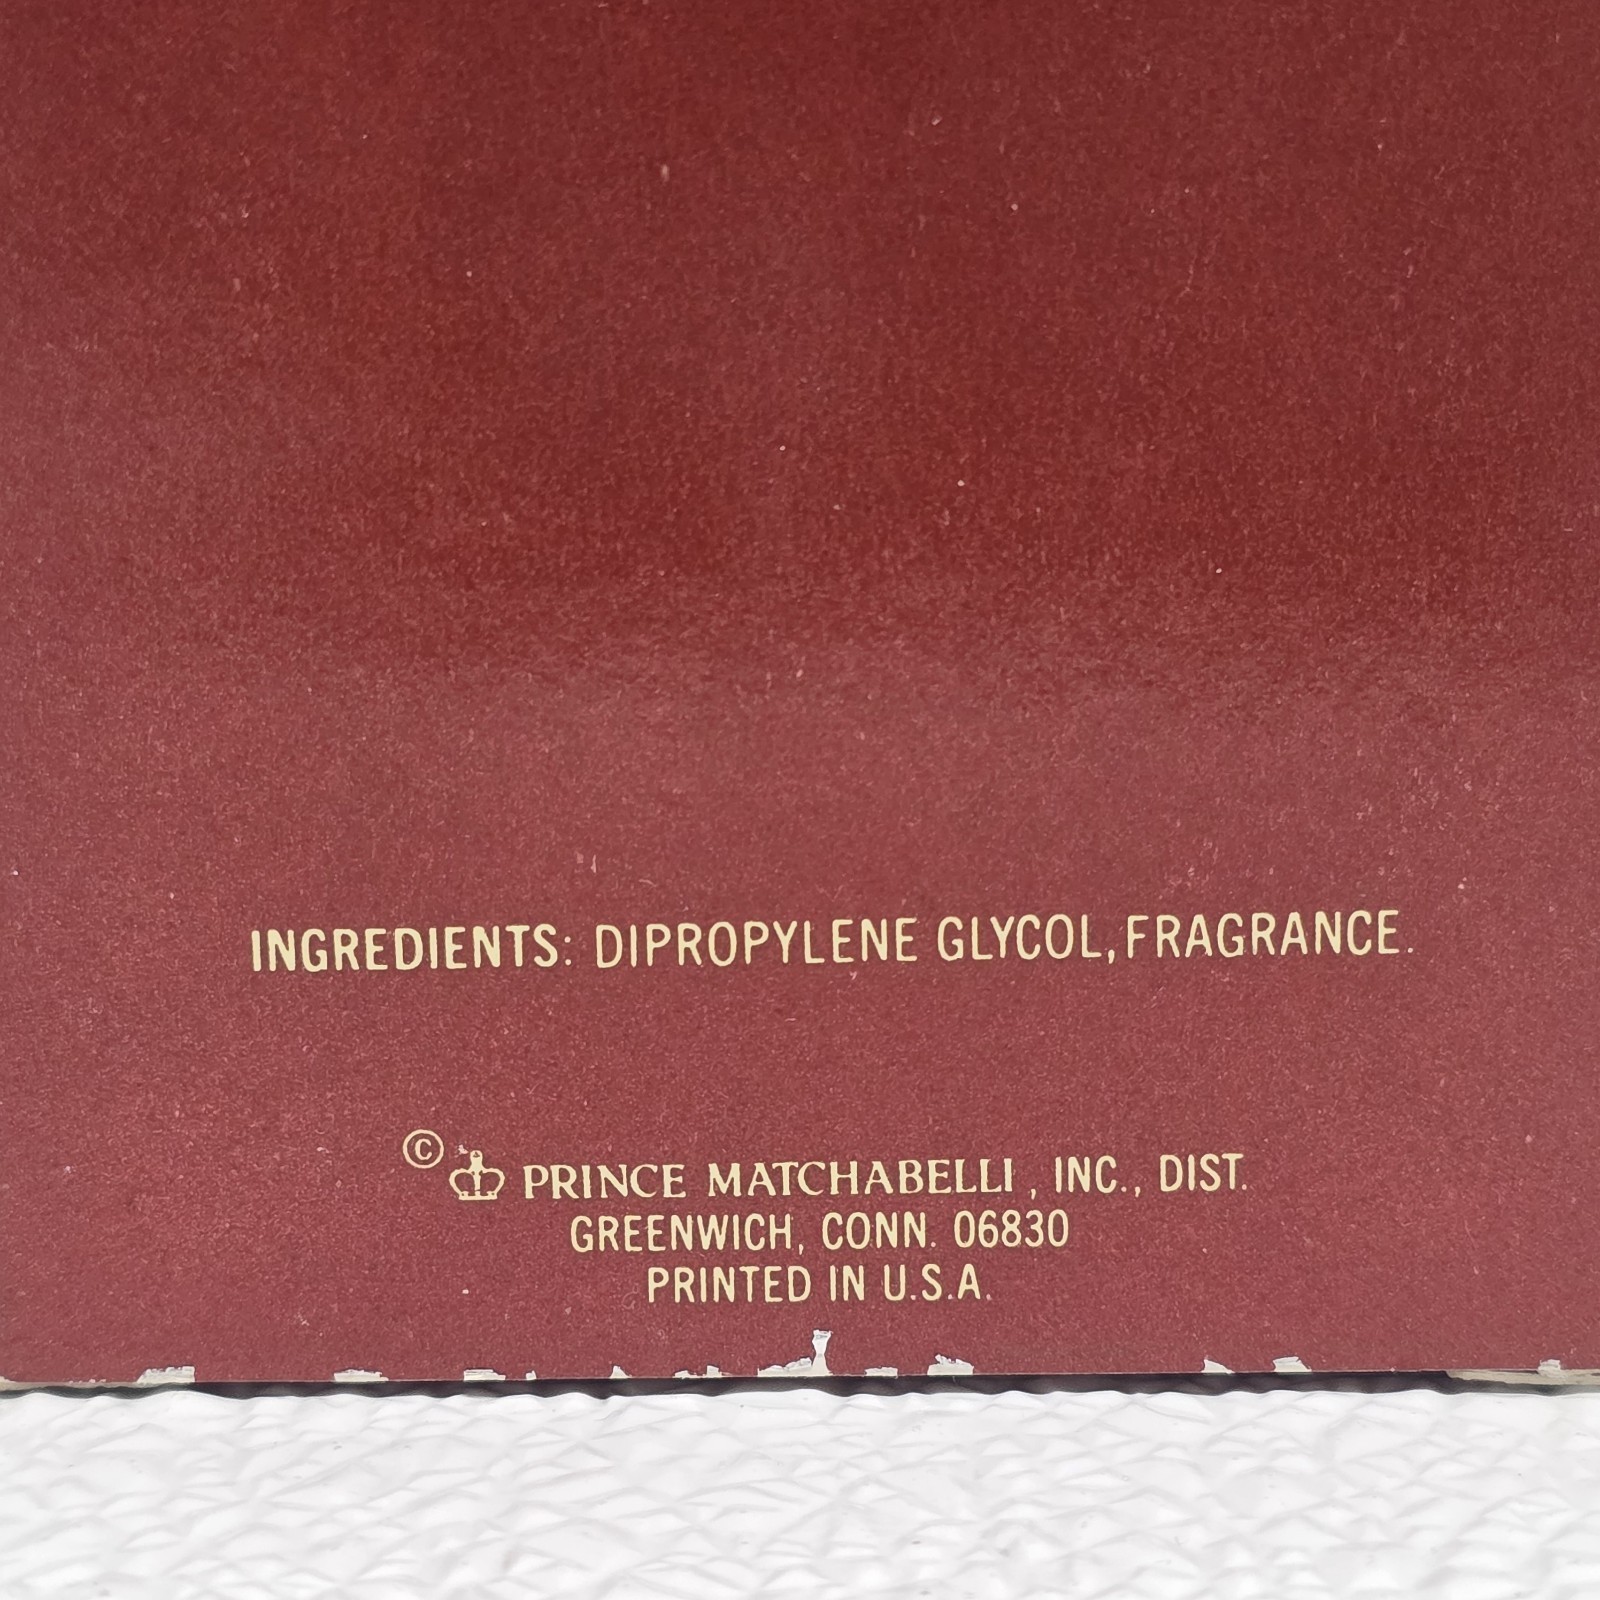 INGREDIENTS: DIPROPYLENE GLYCOL, FRAGRANCE.
© PRINCE MATCHABELLI, INC., DIST.
GREENWICH, CONN. 06830
PRINTED IN U.S.A.